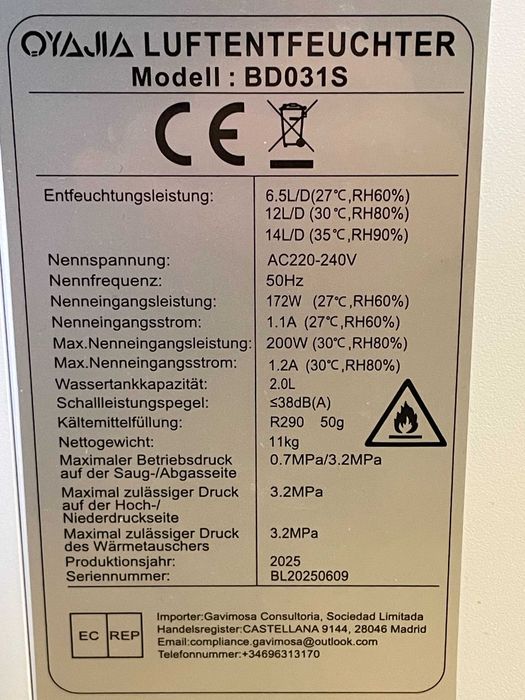 OYAJIA LUFTENTFEUCHTER
Modell : BD031S
CE
Entfeuchtungsleistung: 6.5L/D(27℃,RH60%)
12L/D (30℃,RH80%)
14L/D (35℃,RH90%)
Nennspannung: AC220-240V
Nennfrequenz: 50Hz
Nenneingangsleistung: 172W (27℃,RH60%)
Nenneingangsstrom: 1.1A (27℃,RH60%)
Max.Nenneingangsleistung: 200W (30℃,RH80%)
Max.Nenneingangsstrom: 1.2A (30℃,RH80%)
Wassertankkapazität: 2.0L
Schallleistungspegel: ≤38dB(A)
Kältemittelfüllung: R290 50g
Nettogewicht: 11kg
Maximaler Betriebsdruck 0.7MPa/3.2MPa
auf der Saug-/Abgasseite
Maximal zulässiger Druck 3.2MPa
auf der Hoch-/
Niederdruckseite
Maximal zulässiger Druck 3.2MPa
des Wärmetauschers
Produktionsjahr: 2025
Seriennummer: BL20250609
EC REP
Importer:Gavimosa Consultoria, Sociedad Limitada
Handelsregister:CASTELLANA 9144, 28046 Madrid
Email:compliance.gavimosa@outlook.com
Telefonnummer:+34696313170